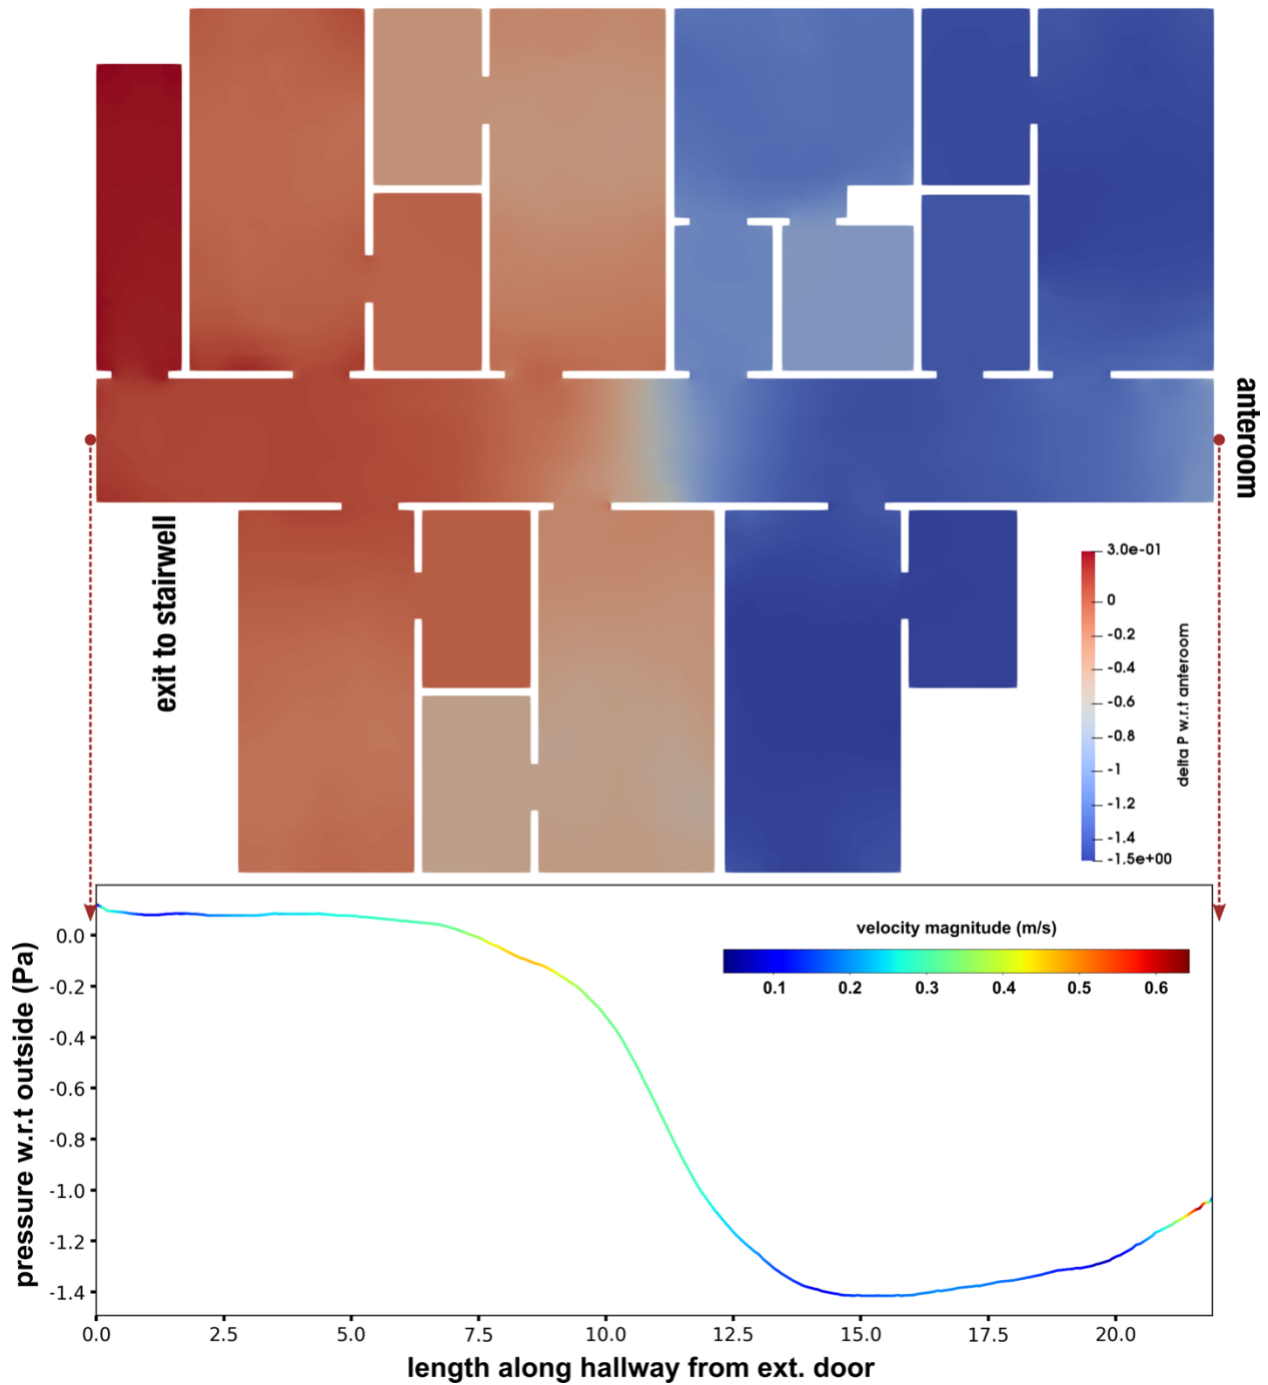 anteroom
exit to stairwell
3.0e-01
0
-0.2
-0.4
-0.6
-0.8
-1
-1.2
-1.4
-1.5e+00
delta P w.r.t anteroom
velocity magnitude (m/s)
0.1 0.2 0.3 0.4 0.5 0.6
pressure w.r.t outside (Pa)
0.0
-0.2
-0.4
-0.6
-0.8
-1.0
-1.2
-1.4
0.0 2.5 5.0 7.5 10.0 12.5 15.0 17.5 20.0
length along hallway from ext. door